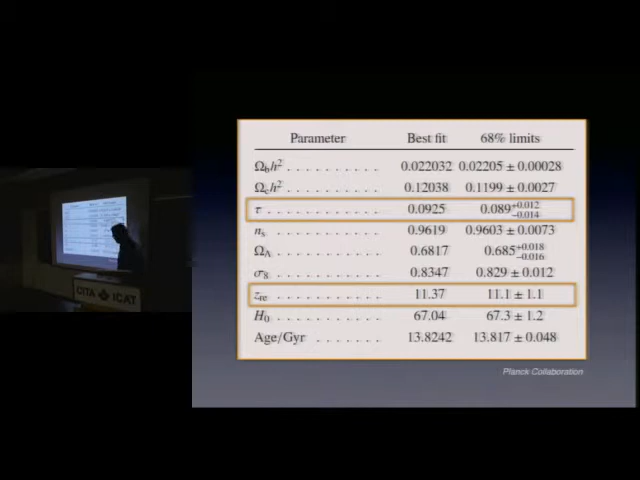 Parameter Best fit 68% limits
Ω_b h² . . . . . . . . . . 0.022032 0.02205 ± 0.00028
Ω_c h² . . . . . . . . . . 0.12038 0.1199 ± 0.0027
τ . . . . . . . . . . . . 0.0925 0.089 +0.012 −0.014
n_s . . . . . . . . . . . 0.9619 0.9603 ± 0.0073
Ω_Λ . . . . . . . . . . . 0.6817 0.685 +0.018 −0.016
σ_8 . . . . . . . . . . . 0.8347 0.829 ± 0.012
z_re . . . . . . . . . . . 11.37 11.1 ± 1.1
H_0 . . . . . . . . . . . 67.04 67.3 ± 1.2
Age/Gyr . . . . . . . 13.8242 13.817 ± 0.048
Planck Collaboration
CITA ICAT